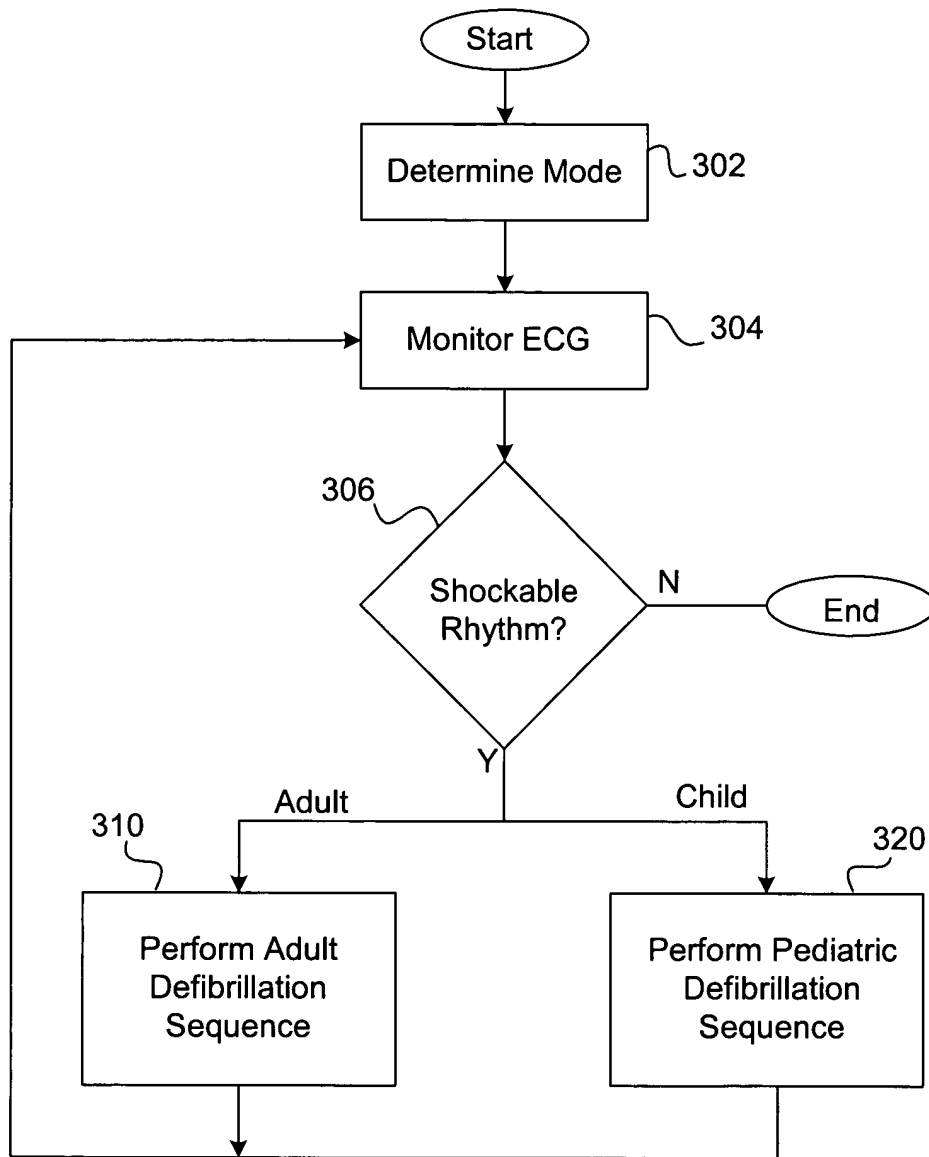 Start
Determine Mode
302
Monitor ECG
304
306
Shockable
Rhythm?
N
End
Y
Adult
Child
310
320
Perform Adult
Defibrillation
Sequence
Perform Pediatric
Defibrillation
Sequence